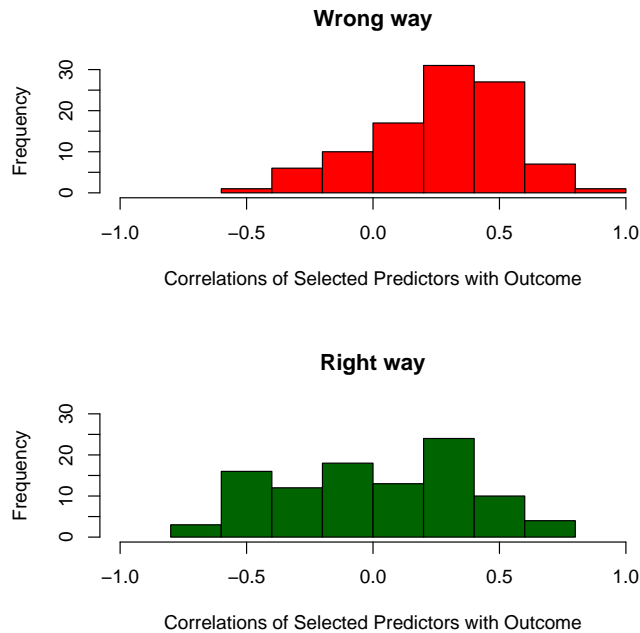 Wrong way
Frequency
30
10
0
−1.0 −0.5 0.0 0.5 1.0
Correlations of Selected Predictors with Outcome
Right way
Frequency
30
20
10
0
−1.0 −0.5 0.0 0.5 1.0
Correlations of Selected Predictors with Outcome